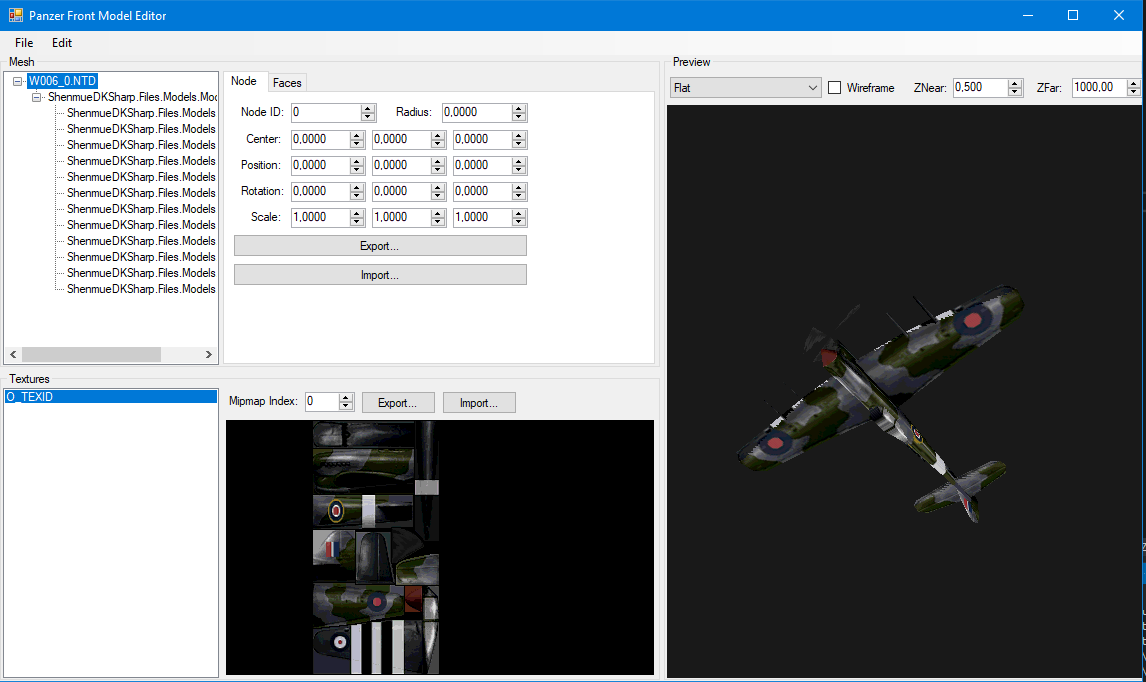 Panzer Front Model Editor
File Edit
Mesh
W006_0.NTD
ShenmueDKSharp.Files.Models.Moc
ShenmueDKSharp.Files.Models
ShenmueDKSharp.Files.Models
ShenmueDKSharp.Files.Models
ShenmueDKSharp.Files.Models
ShenmueDKSharp.Files.Models
ShenmueDKSharp.Files.Models
ShenmueDKSharp.Files.Models
ShenmueDKSharp.Files.Models
ShenmueDKSharp.Files.Models
ShenmueDKSharp.Files.Models
ShenmueDKSharp.Files.Models
ShenmueDKSharp.Files.Models
Node Faces
Node ID: 0 Radius: 0,0000
Center: 0,0000 0,0000 0,0000
Position: 0,0000 0,0000 0,0000
Rotation: 0,0000 0,0000 0,0000
Scale: 1,0000 1,0000 1,0000
Export...
Import...
Textures
O_TEXID
Mipmap Index: 0 Export... Import...
Preview
Flat Wireframe ZNear: 0,500 ZFar: 1000,00